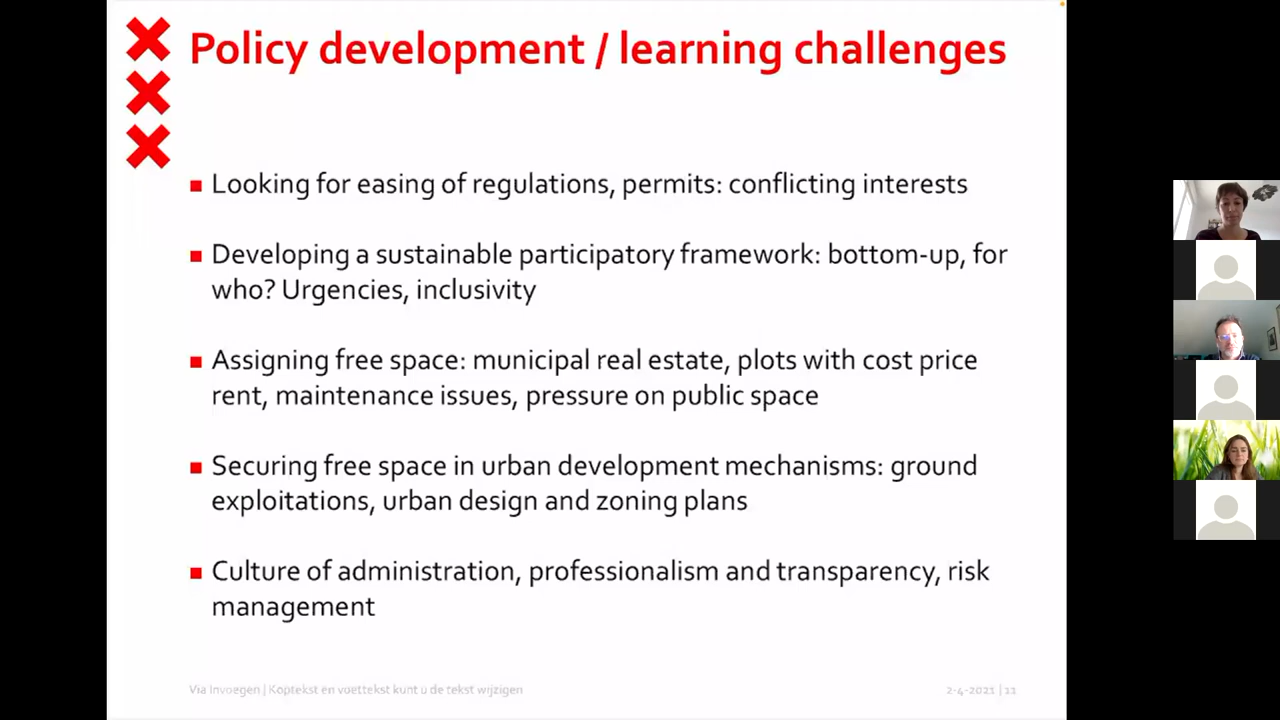 Policy development / learning challenges
Looking for easing of regulations, permits: conflicting interests
Developing a sustainable participatory framework: bottom-up, for
who? Urgencies, inclusivity
Assigning free space: municipal real estate, plots with cost price
rent, maintenance issues, pressure on public space
Securing free space in urban development mechanisms: ground
exploitations, urban design and zoning plans
Culture of administration, professionalism and transparency, risk
management
Via Invoegen | Koptekst en voettekst kunt u de tekst wijzigen
2-4-2021 | 11